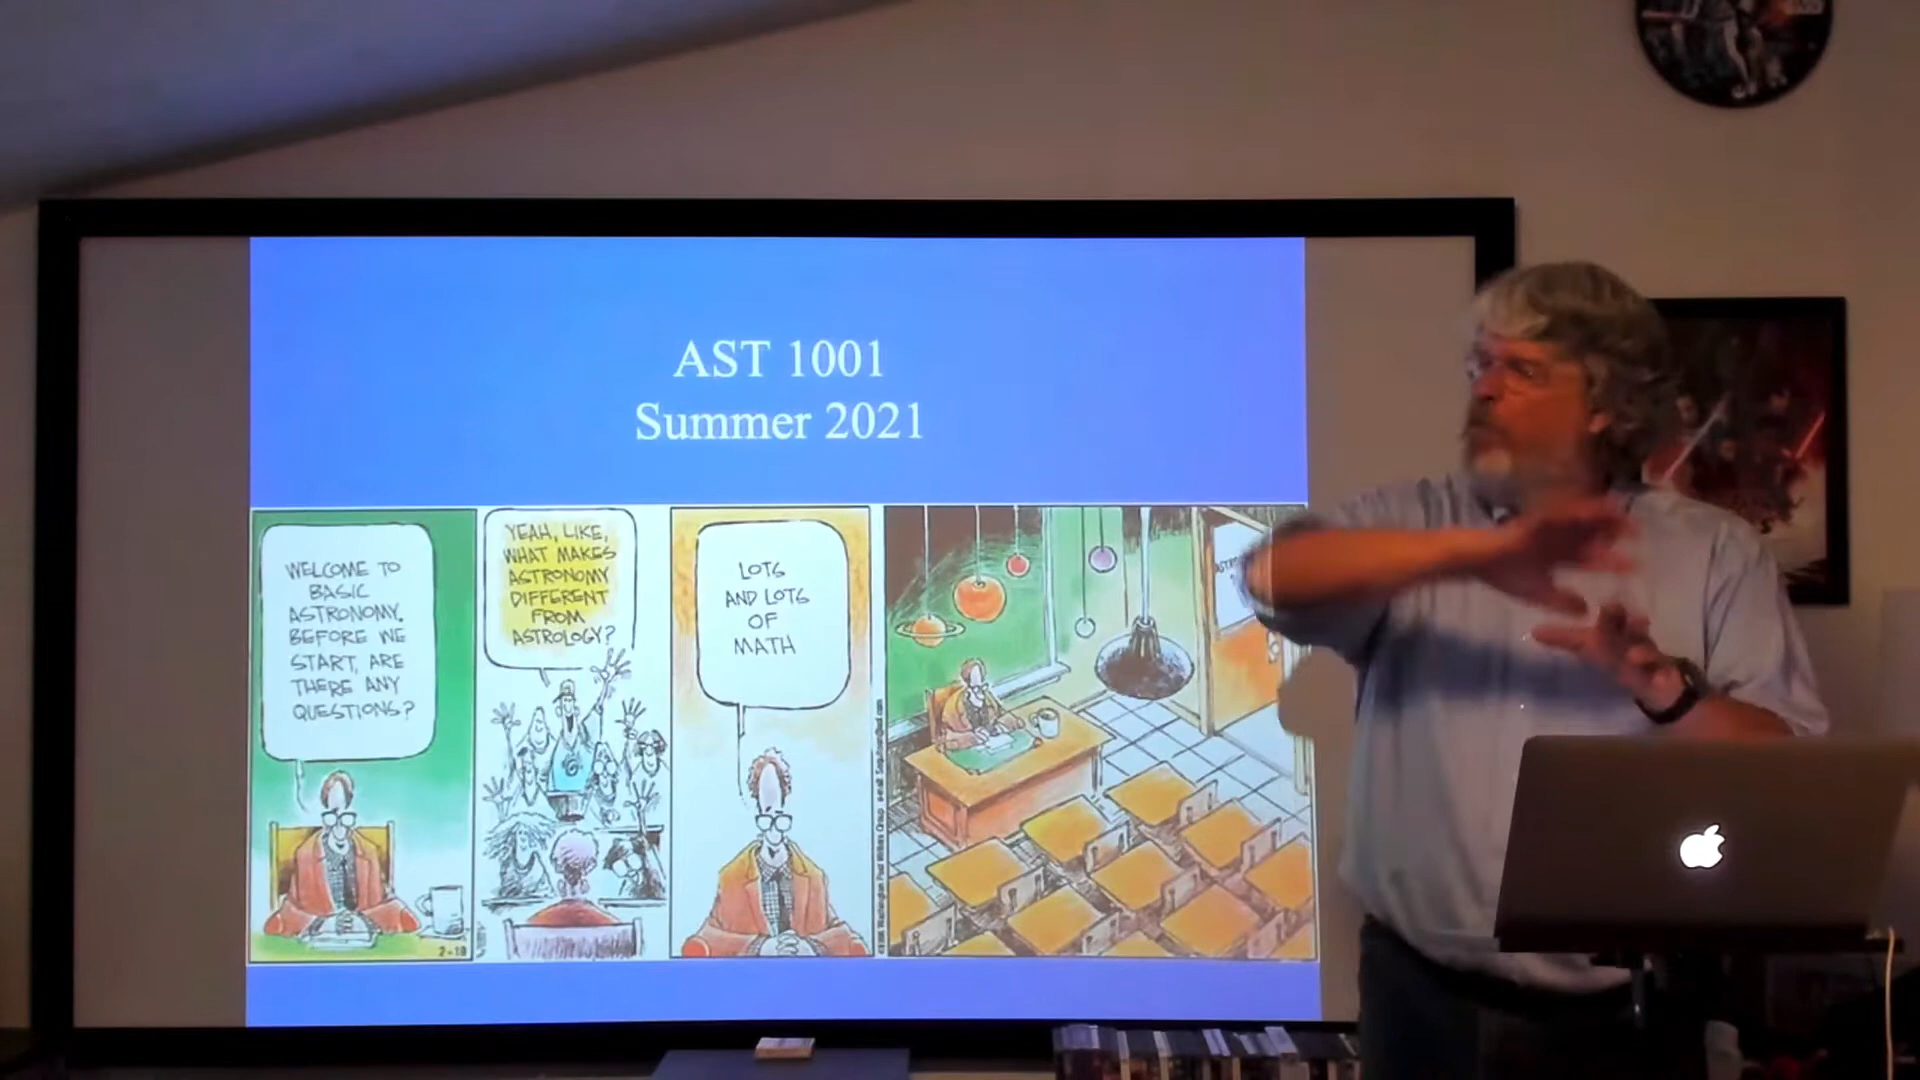 AST 1001
Summer 2021
WELCOME TO
BASIC
ASTRONOMY.
BEFORE WE
START, ARE
THERE ANY
QUESTIONS?
YEAH, LIKE,
WHAT MAKES
ASTRONOMY
DIFFERENT
FROM
ASTROLOGY?
LOTS
AND LOTS
OF
MATH
2-18